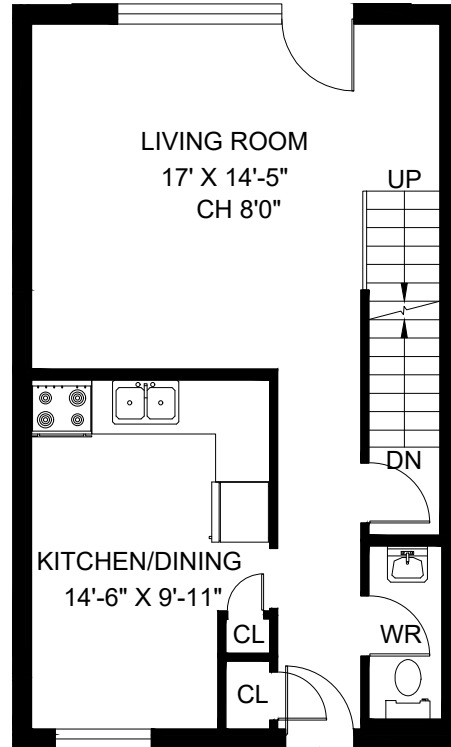 LIVING ROOM
17' X 14'-5"
CH 8'0"
UP
DN
KITCHEN/DINING
14'-6" X 9'-11"
CL
WR
CL